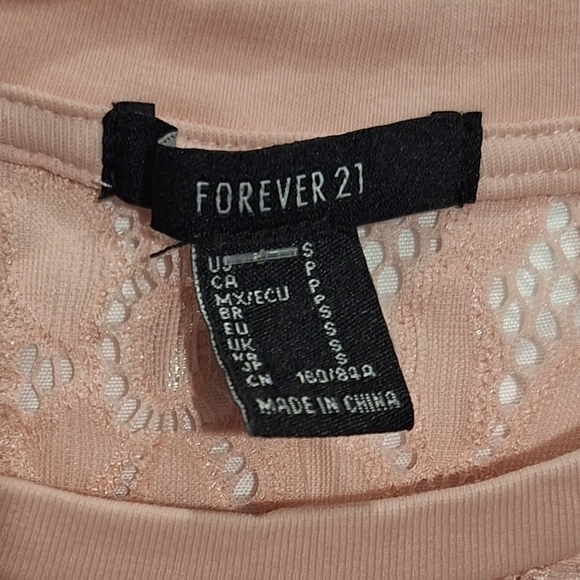 FOREVER 21
US S
CA P
MX/ECU P
BR P
EU S
UK S
KR S
JP
CN 160/84A
MADE IN CHINA